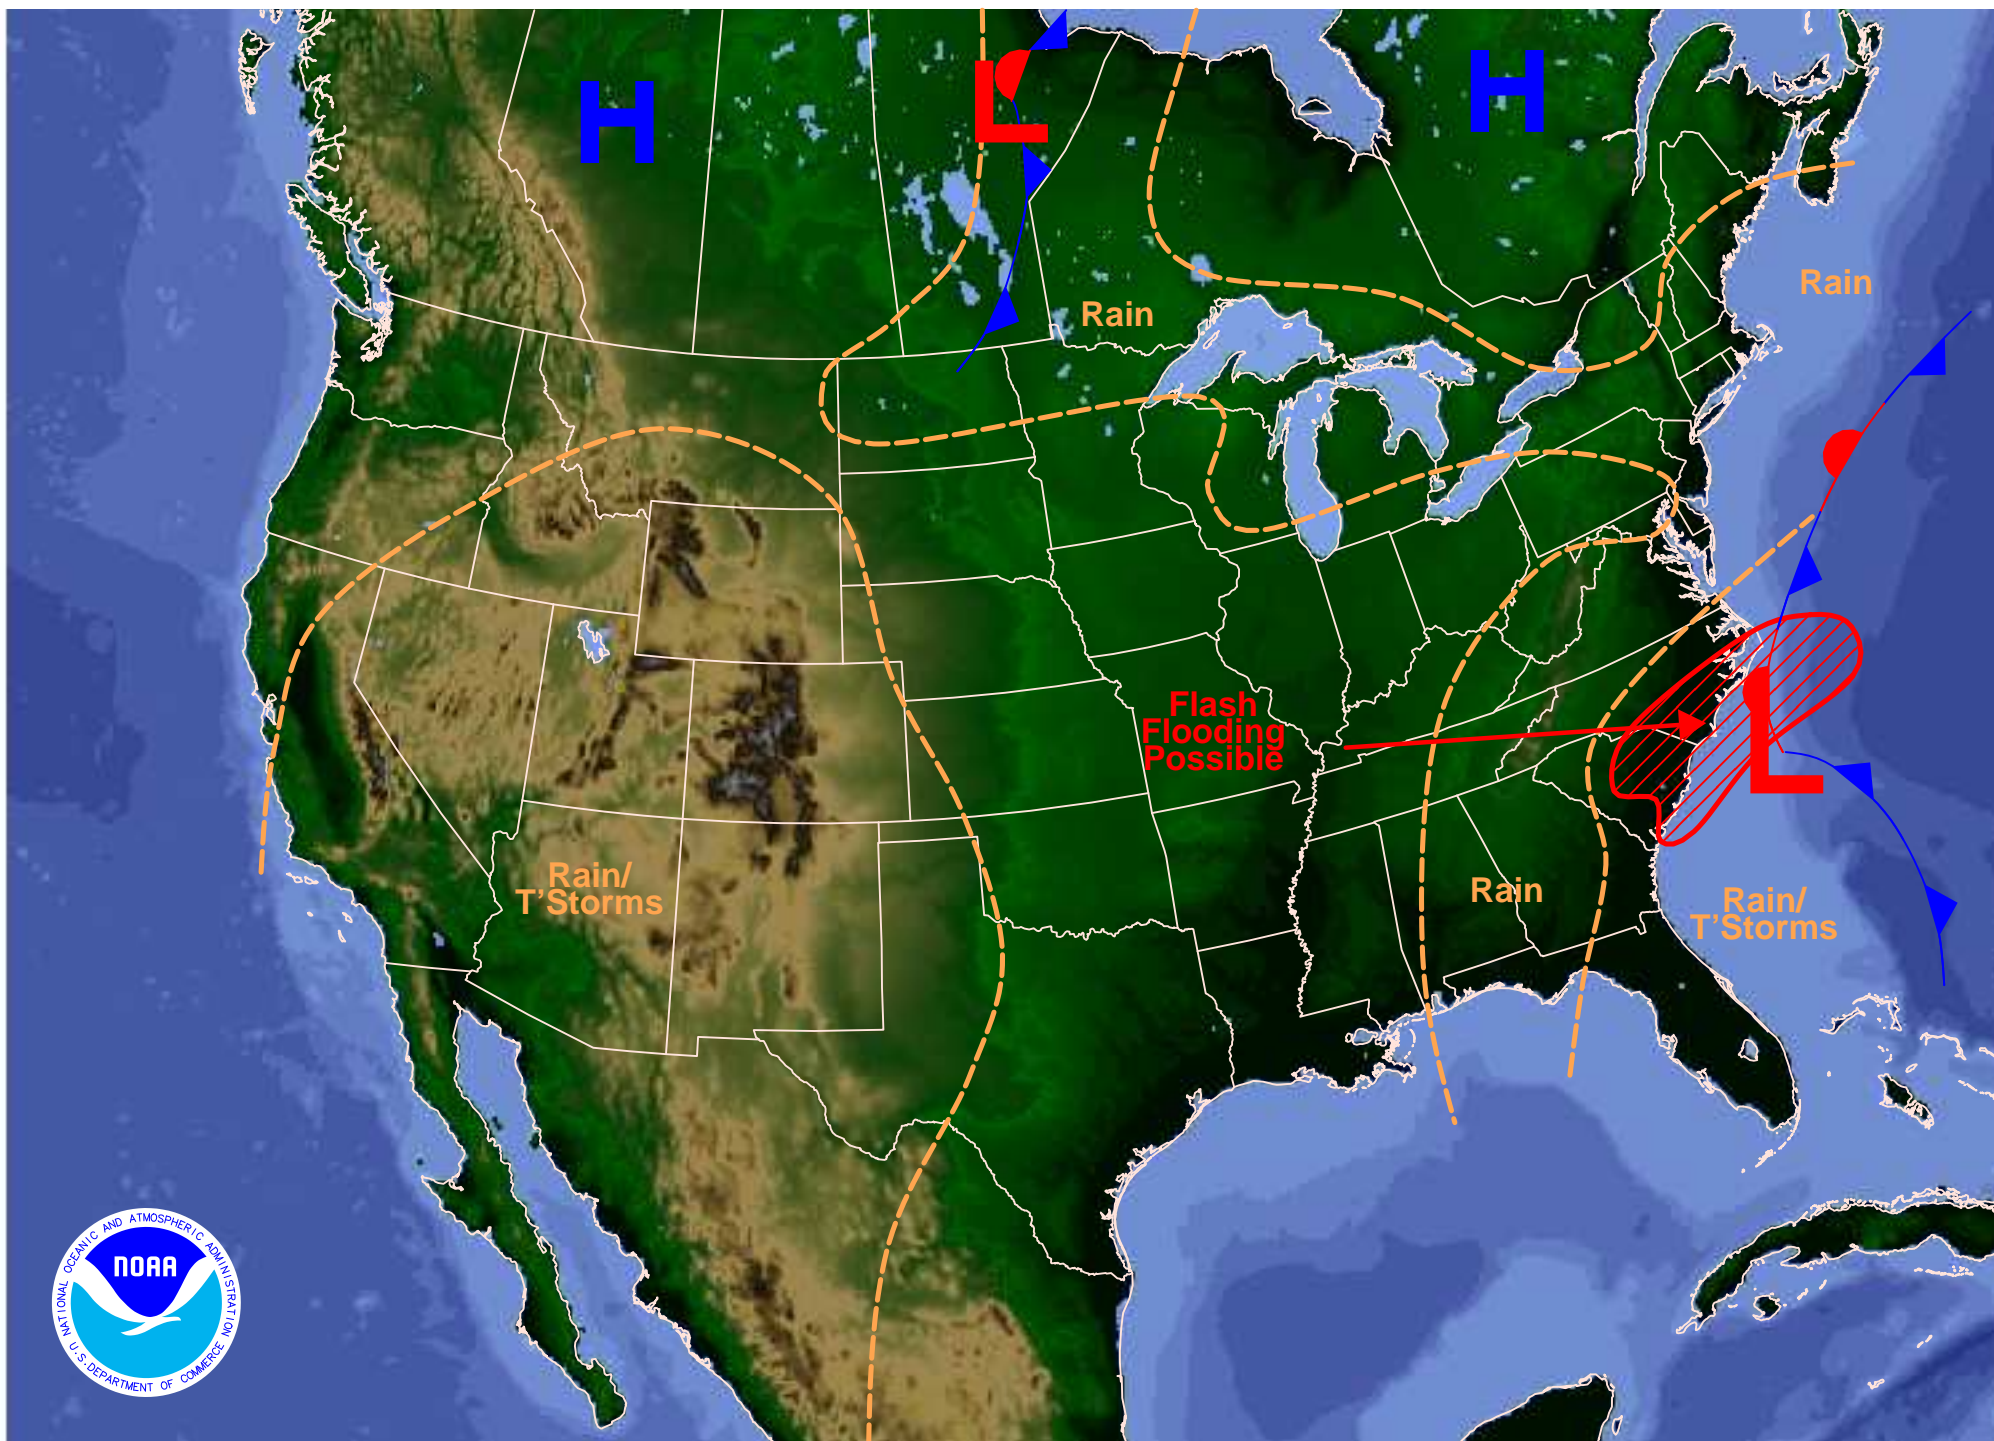 H
L
H
Rain
Rain
Flash
Flooding
Possible
L
Rain/
T'Storms
Rain
Rain/
T'Storms
NATIONAL OCEANIC AND ATMOSPHERIC ADMINISTRATION
NOAA
U.S. DEPARTMENT OF COMMERCE